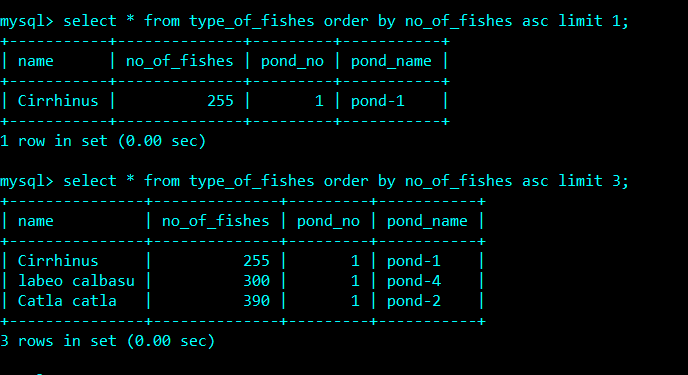 mysql> select * from type_of_fishes order by no_of_fishes asc limit 1;
+-----------+--------------+---------+-----------+
| name      | no_of_fishes | pond_no | pond_name |
+-----------+--------------+---------+-----------+
| Cirrhinus |          255 |       1 | pond-1    |
+-----------+--------------+---------+-----------+
1 row in set (0.00 sec)
mysql> select * from type_of_fishes order by no_of_fishes asc limit 3;
+---------------+--------------+---------+-----------+
| name          | no_of_fishes | pond_no | pond_name |
+---------------+--------------+---------+-----------+
| Cirrhinus     |          255 |       1 | pond-1    |
| labeo calbasu |          300 |       1 | pond-4    |
| Catla catla   |          390 |       1 | pond-2    |
+---------------+--------------+---------+-----------+
3 rows in set (0.00 sec)